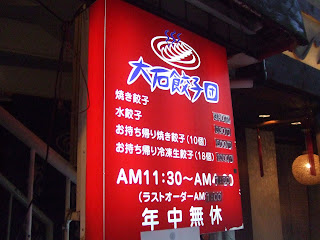 大石餃子団
焼き餃子
水餃子
お持ち帰り焼き餃子(10個)
お持ち帰り冷凍生餃子(18個)
AM11:30～AM
(ラストオーダーAM
年中無休